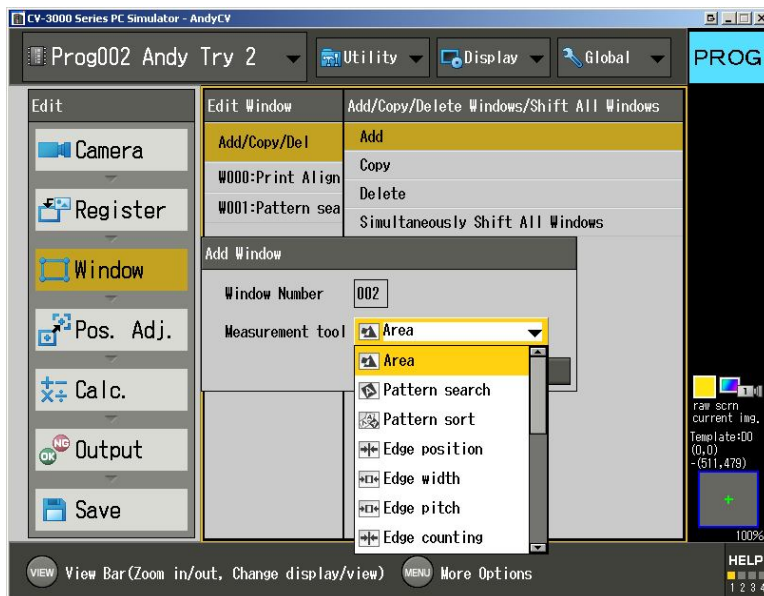 CV-3000 Series PC Simulator - AndyCV
Prog002 Andy Try 2
Utility
Display
Global
PROG
Edit
Camera
Register
Window
Pos. Adj.
Calc.
Output
Save
Edit Window
Add/Copy/Del
W000:Print Align
W001:Pattern sea
Add/Copy/Delete Windows/Shift All Windows
Add
Copy
Delete
Simultaneously Shift All Windows
Add Window
Window Number 002
Measurement tool Area
Area
Pattern search
Pattern sort
Edge position
Edge width
Edge pitch
Edge counting
1
raw scrn
current img.
Template:DO
(0,0)
-(511,479)
100%
VIEW View Bar(Zoom in/out, Change display/view) MENU More Options
HELP
1 2 3 4
NG
OK